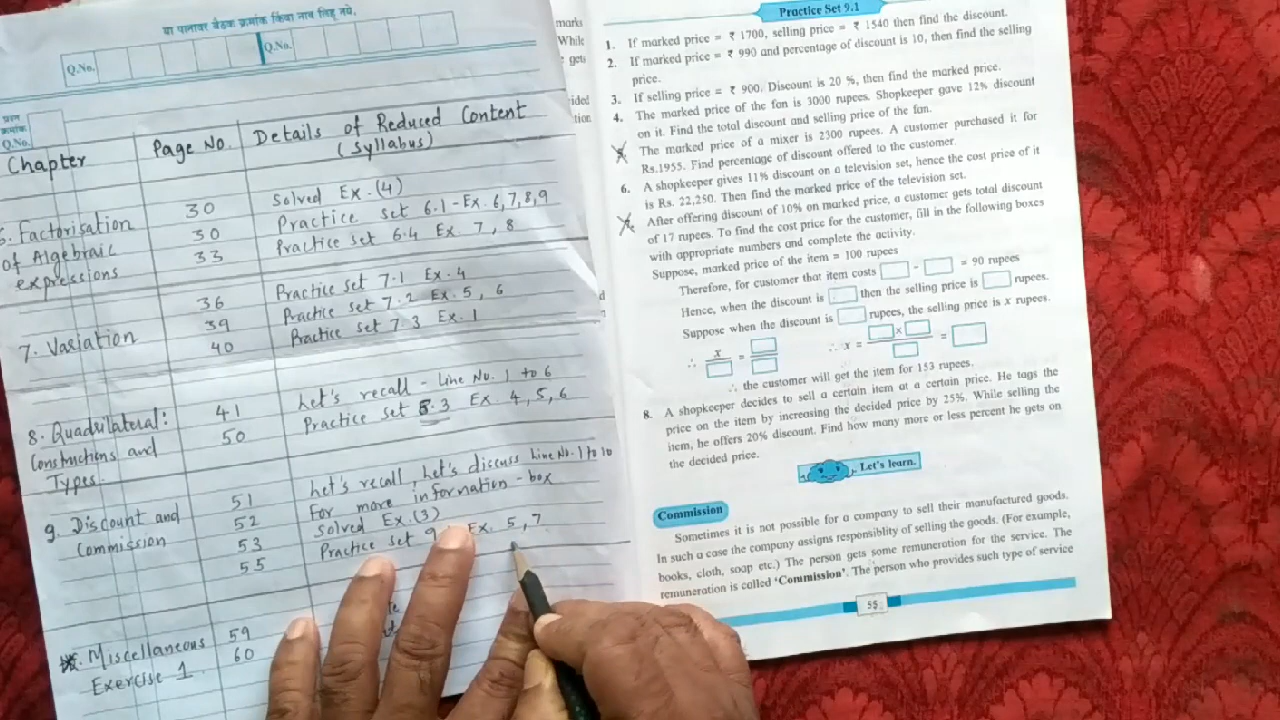 या पानावर बैठक क्रमांक किंवा नाव लिहू नये.
Q.No.
Q.No.
प्रश्न
क्रमांक
Q.No.
Chapter
Page No.
Details of Reduced Content
(Syllabus)
30 Solved Ex.(4)
6. Factorisation 30 Practice set 6.1 - Ex. 6,7,8,9
of Algebraic 33 Practice set 6.4 Ex. 7, 8
expressions
36 Practice set 7.1 Ex. 4
7. Variation 39 Practice set 7.2 Ex. 5, 6
40 Practice set 7.3 Ex. 1
8. Quadrilateral: 41 Let's recall - Line No. 1 to 6
Constructions and 50 Practice set 8.3 Ex. 4, 5, 6
Types.
9. Discount and 51 Let's recall, Let's discuss Line No. 1 to 10
Commission 52 For more information - box
53 Solved Ex.(3)
55 Practice set 9 Ex. 5, 7
Miscellaneous 59
Exercise 1 60
marks
While
gets
ided
tion
Practice Set 9.1
1. If marked price = ₹ 1700, selling price = ₹ 1540 then find the discount.
2. If marked price = ₹ 990 and percentage of discount is 10, then find the selling
price.
3. If selling price = ₹ 900. Discount is 20 %, then find the marked price.
4. The marked price of the fan is 3000 rupees. Shopkeeper gave 12% discount
on it. Find the total discount and selling price of the fan.
The marked price of a mixer is 2300 rupees. A customer purchased it for
Rs.1955. Find percentage of discount offered to the customer.
6. A shopkeeper gives 11% discount on a television set, hence the cost price of it
is Rs. 22,250. Then find the marked price of the television set.
After offering discount of 10% on marked price, a customer gets total discount
of 17 rupees. To find the cost price for the customer, fill in the following boxes
with appropriate numbers and complete the activity.
Suppose, marked price of the item = 100 rupees
Therefore, for customer that item costs - = 90 rupees
Hence, when the discount is then the selling price is rupees.
Suppose when the discount is rupees, the selling price is x rupees.
∴ x = ∴ x = × =
∴ the customer will get the item for 153 rupees.
8. A shopkeeper decides to sell a certain item at a certain price. He tags the
price on the item by increasing the decided price by 25%. While selling the
item, he offers 20% discount. Find how many more or less percent he gets on
the decided price.
Let's learn.
Commission
Sometimes it is not possible for a company to sell their manufactured goods.
In such a case the company assigns responsiblity of selling the goods. (For example,
books, cloth, soap etc.) The person gets some remuneration for the service. The
remuneration is called 'Commission'. The person who provides such type of service
55